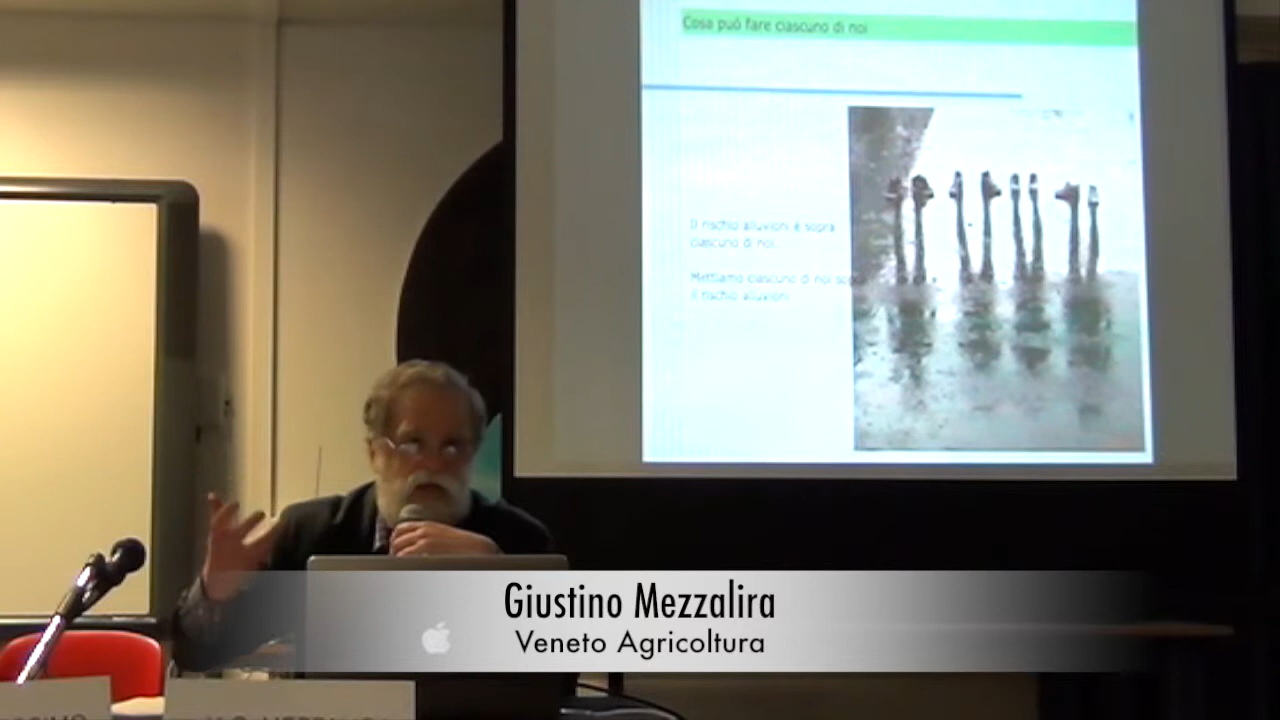 Cosa può fare ciascuno di noi
Il rischio alluvioni è sopra
ciascuno di noi.
Mettiamo ciascuno di noi
il rischio alluvioni
Giustino Mezzalira
Veneto Agricoltura